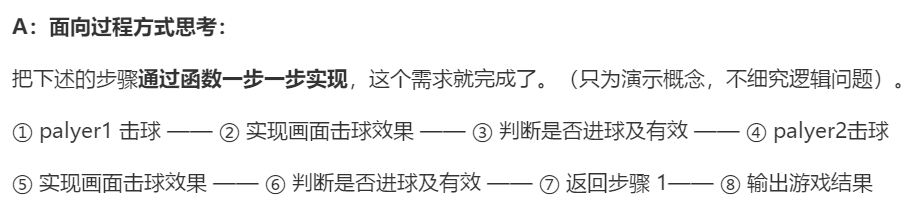 A：面向过程方式思考：
把下述的步骤通过函数一步一步实现，这个需求就完成了。（只为演示概念，不细究逻辑问题）。
① palyer1 击球 —— ② 实现画面击球效果 —— ③ 判断是否进球及有效 —— ④ palyer2击球
⑤ 实现画面击球效果 —— ⑥ 判断是否进球及有效 —— ⑦ 返回步骤 1—— ⑧ 输出游戏结果